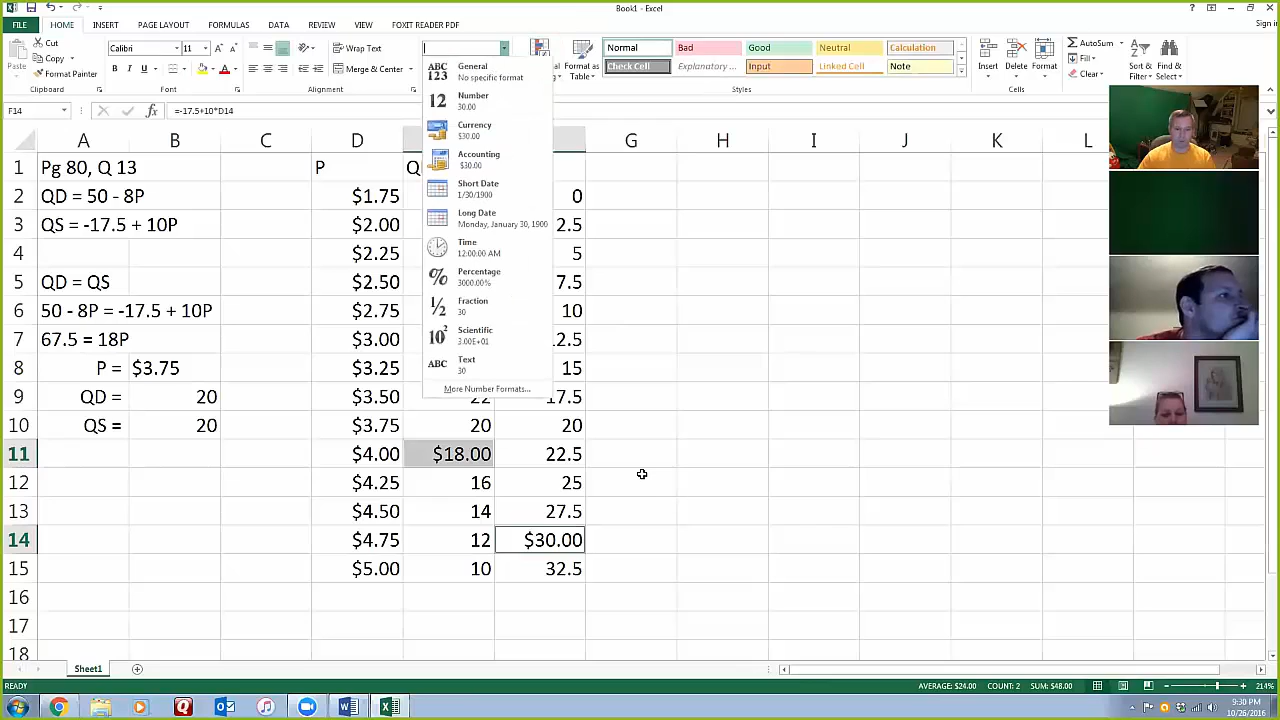 Book1 - Excel
Sign in
FILE HOME INSERT PAGE LAYOUT FORMULAS DATA REVIEW VIEW FOXIT READER PDF
Paste Cut Copy Format Painter
Calibri 11
Wrap Text
Merge & Center
Format as Table
Normal Bad Good Neutral Calculation
Check Cell Explanatory ... Input Linked Cell Note
Insert Delete Format
AutoSum Fill Clear
Sort & Filter Find & Select
Clipboard Font Alignment Styles Cells
F14 fx =-17.5+10*D14
General
No specific format
Number
30.00
Currency
$30.00
Accounting
$30.00
Short Date
1/30/1900
Long Date
Monday, January 30, 1900
Time
12:00:00 AM
Percentage
3000.00%
Fraction
30
Scientific
3.00E+01
Text
30
More Number Formats...
A B C D G H I J K L
1 Pg 80, Q 13 P Q
2 QD = 50 - 8P $1.75 0
3 QS = -17.5 + 10P $2.00 2.5
4 $2.25 5
5 QD = QS $2.50 7.5
6 50 - 8P = -17.5 + 10P $2.75 10
7 67.5 = 18P $3.00 12.5
8 P = $3.75 $3.25 15
9 QD = 20 $3.50 22 17.5
10 QS = 20 $3.75 20 20
11 $4.00 $18.00 22.5
12 $4.25 16 25
13 $4.50 14 27.5
14 $4.75 12 $30.00
15 $5.00 10 32.5
16
17
18
Sheet1
READY AVERAGE: $24.00 COUNT: 2 SUM: $48.00 214%
9:30 PM
10/26/2016